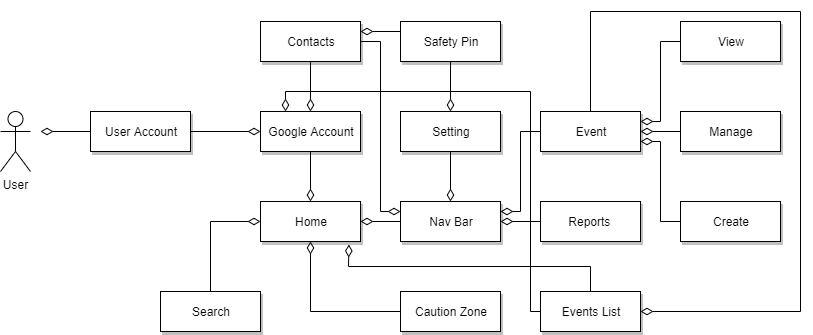 Contacts
Safety Pin
View
User Account
Google Account
Setting
Event
Manage
User
Home
Nav Bar
Reports
Create
Search
Caution Zone
Events List